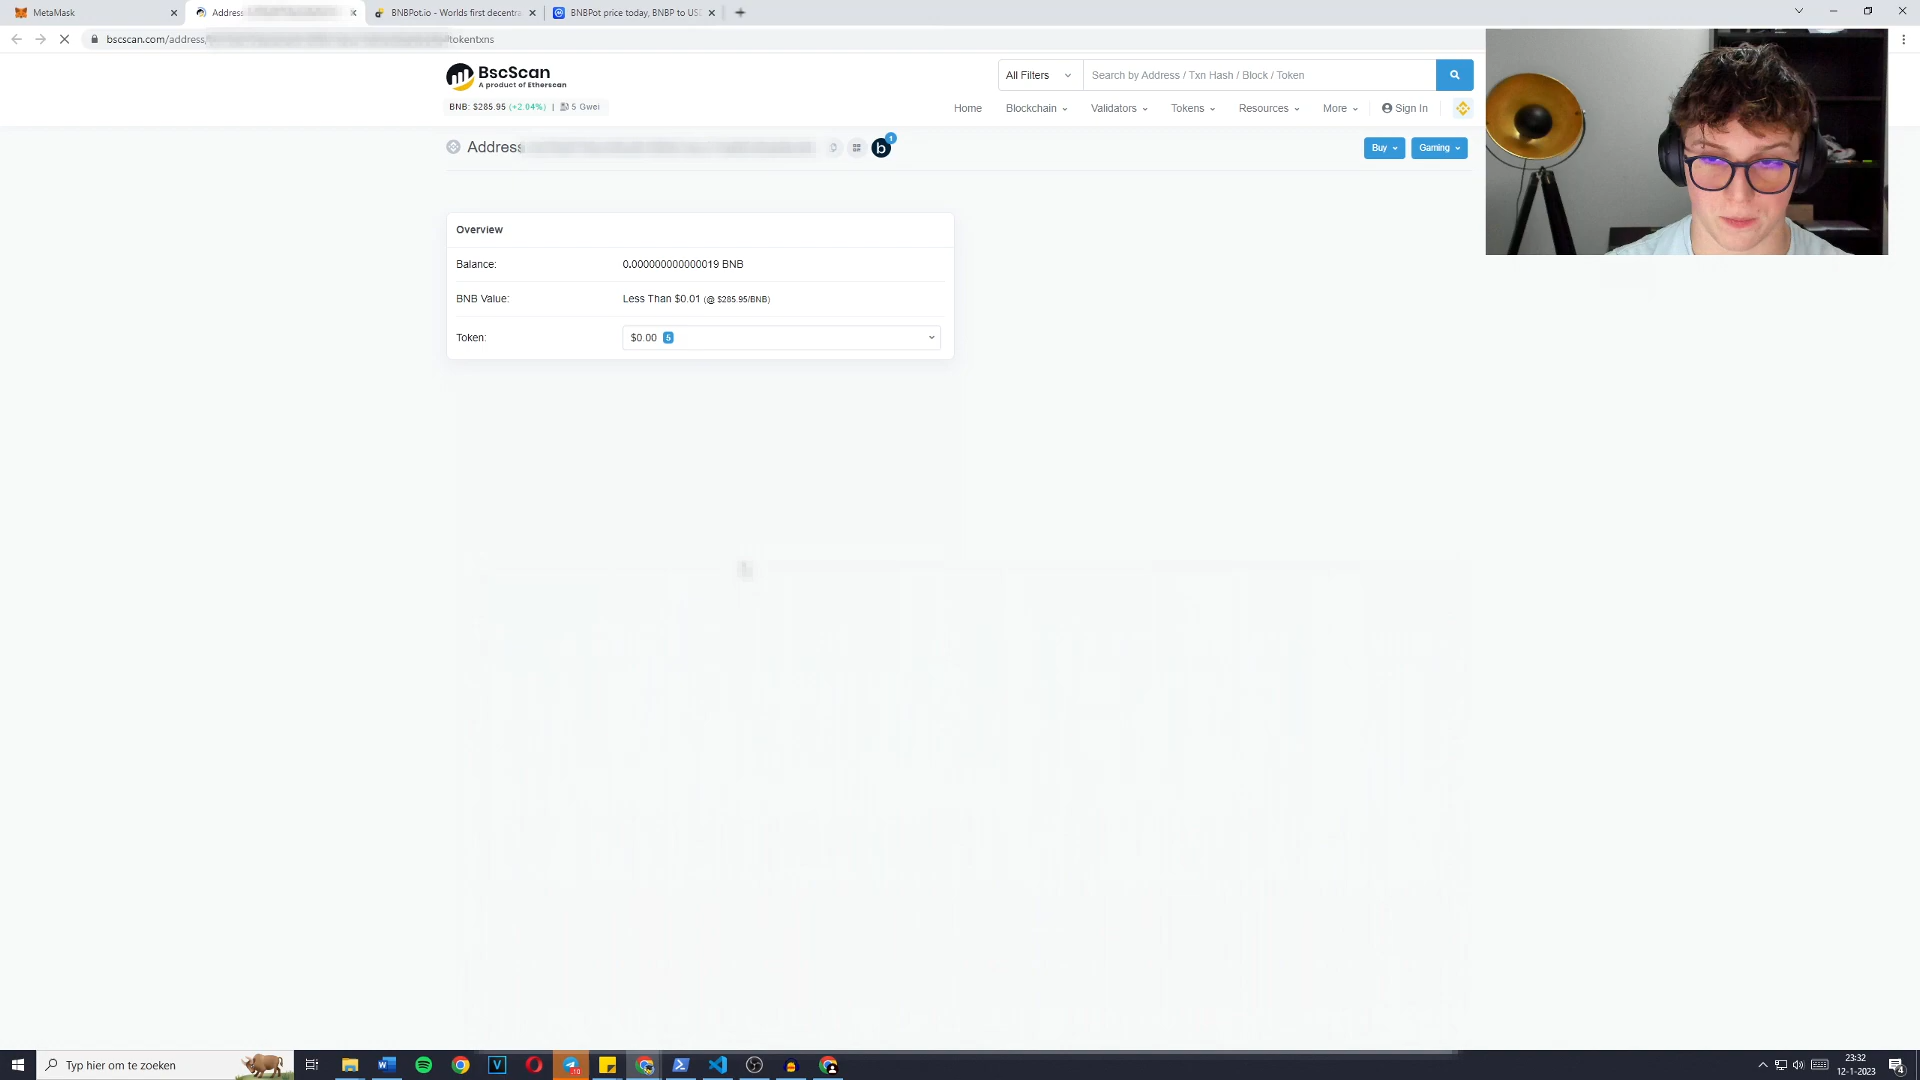 MetaMask
Address
BNBPot.io - Worlds first decentra
BNBPot price today, BNBP to US
bscscan.com/address/
tokentxns
BscScan
A product of Etherscan
All Filters
Search by Address / Txn Hash / Block / Token
BNB: $285.95 (+2.04%) | 5 Gwei
Home
Blockchain
Validators
Tokens
Resources
More
Sign In
Address
b
1
Buy
Gaming
Overview
Balance:
0.000000000000019 BNB
BNB Value:
Less Than $0.01 (@ $285.95/BNB)
Token:
$0.00 5
Typ hier om te zoeken
23:32
12-1-2023
4